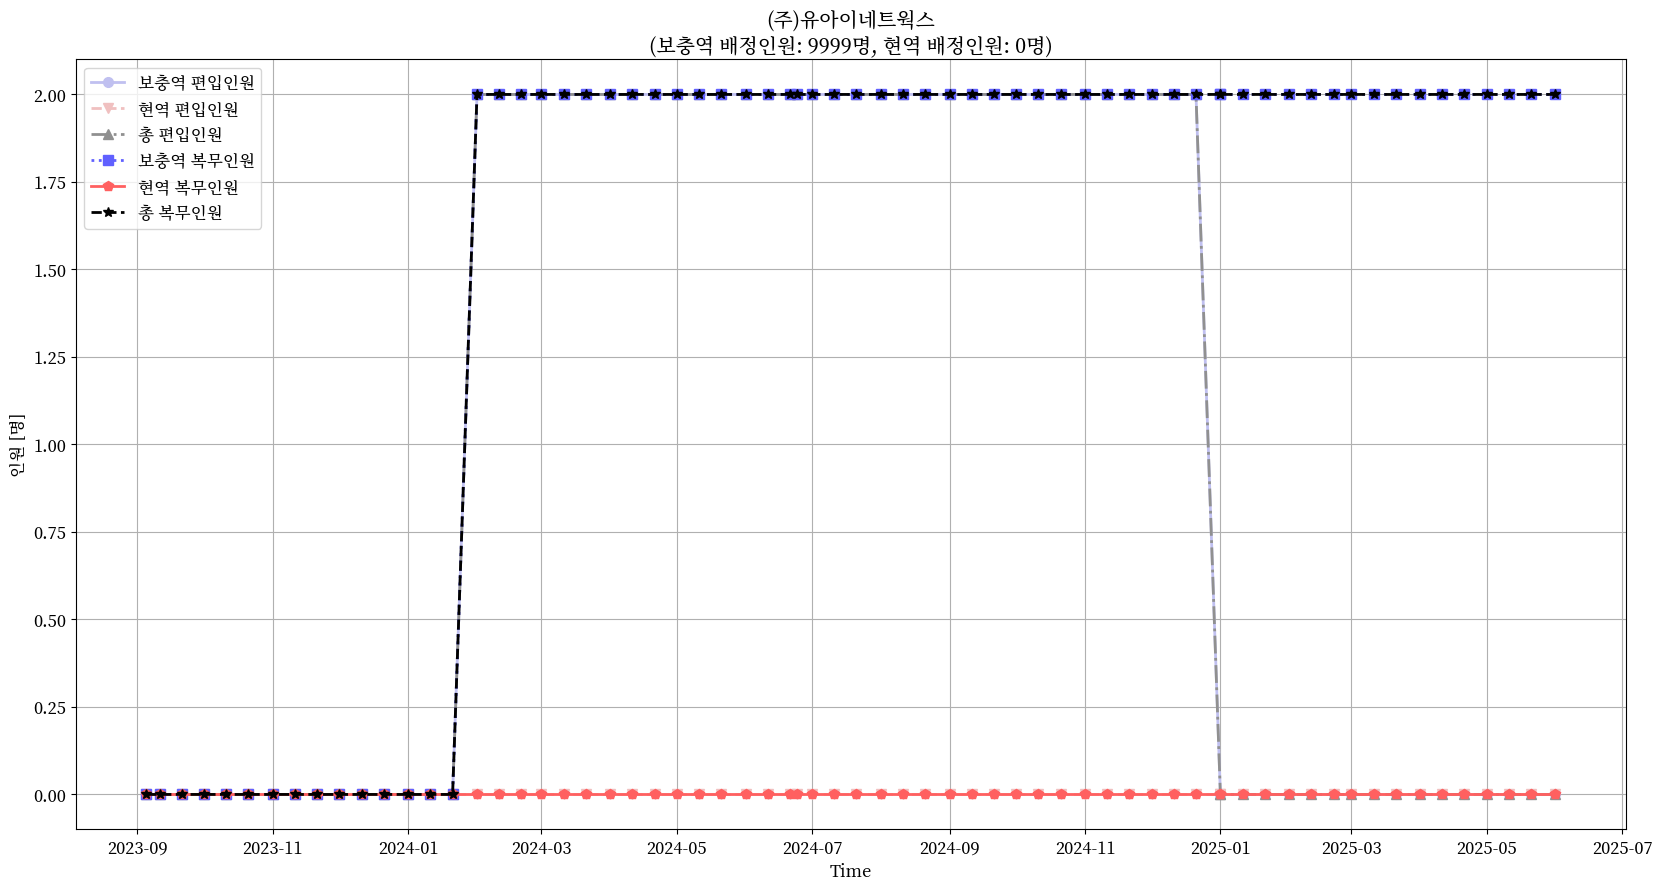 (주)유아이네트웍스
(보충역 배정인원: 9999명, 현역 배정인원: 0명)
보충역 편입인원
현역 편입인원
총 편입인원
보충역 복무인원
현역 복무인원
총 복무인원
2.00
1.75
1.50
1.25
1.00
0.75
0.50
0.25
0.00
인원 [명]
2023-09 2023-11 2024-01 2024-03 2024-05 2024-07 2024-09 2024-11 2025-01 2025-03 2025-05 2025-07
Time